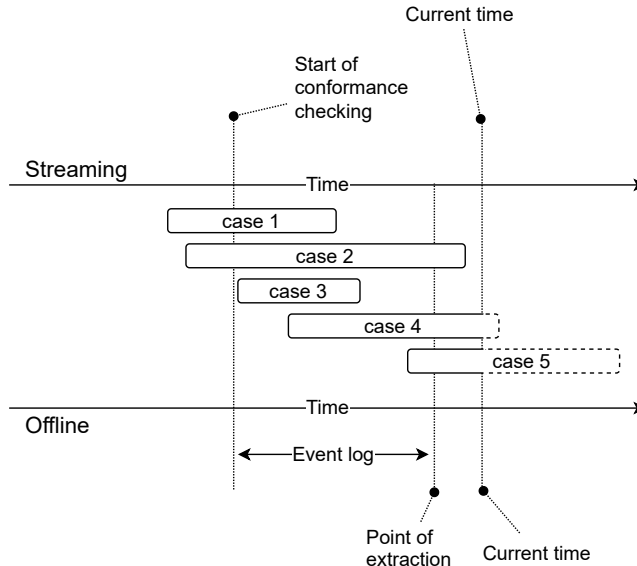 Current time
Start of
conformance
checking
Streaming
Time
case 1
case 2
case 3
case 4
case 5
Time
Offline
Event log
Point of
extraction
Current time